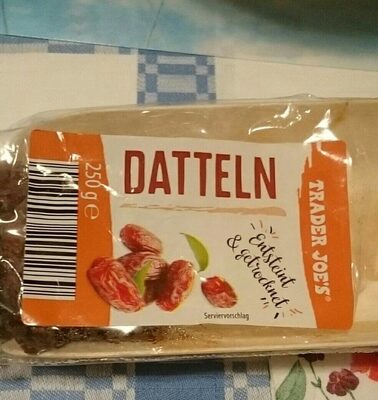 DATTELN
250g e
Entsteint
& getrocknet
TRADER JOE'S®
Serviervorschlag